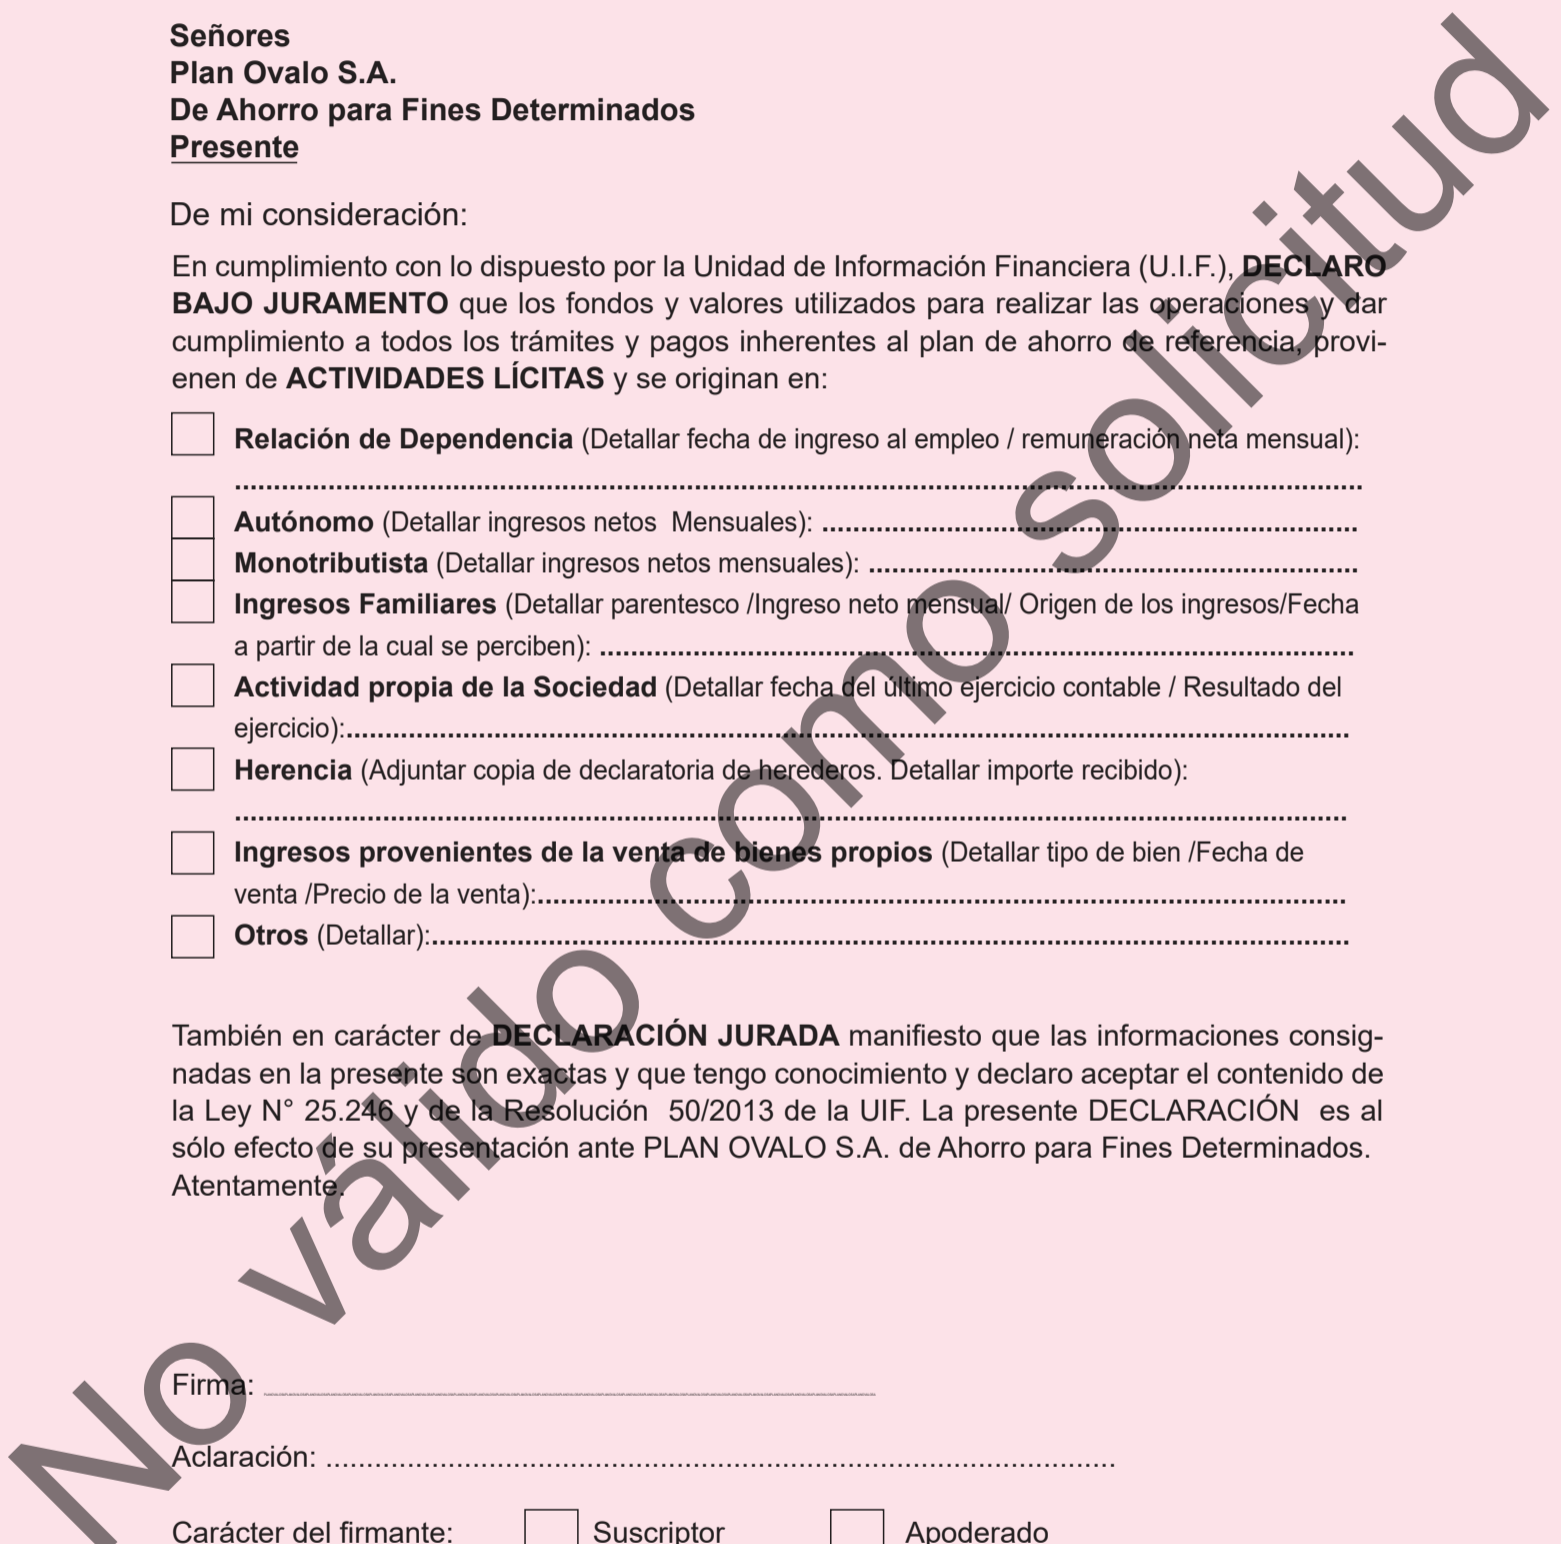 Señores
Plan Ovalo S.A.
De Ahorro para Fines Determinados
Presente
De mi consideración:
En cumplimiento con lo dispuesto por la Unidad de Información Financiera (U.I.F.), DECLARO
BAJO JURAMENTO que los fondos y valores utilizados para realizar las operaciones y dar
cumplimiento a todos los trámites y pagos inherentes al plan de ahorro de referencia, provi-
enen de ACTIVIDADES LÍCITAS y se originan en:
Relación de Dependencia (Detallar fecha de ingreso al empleo / remuneración neta mensual):
..........................................................................................................................................
Autónomo (Detallar ingresos netos  Mensuales): ..................................................................
Monotributista (Detallar ingresos netos mensuales): ............................................................
Ingresos Familiares (Detallar parentesco /Ingreso neto mensual/ Origen de los ingresos/Fecha
a partir de la cual se perciben): .............................................................................................
Actividad propia de la Sociedad (Detallar fecha del último ejercicio contable / Resultado del
ejercicio):............................................................................................................................
Herencia (Adjuntar copia de declaratoria de herederos. Detallar importe recibido):
........................................................................................................................................
Ingresos provenientes de la venta de bienes propios (Detallar tipo de bien /Fecha de
venta /Precio de la venta):....................................................................................................
Otros (Detallar):.................................................................................................................
También en carácter de DECLARACIÓN JURADA manifiesto que las informaciones consig-
nadas en la presente son exactas y que tengo conocimiento y declaro aceptar el contenido de
la Ley N° 25.246 y de la Resolución  50/2013 de la UIF. La presente DECLARACIÓN  es al
sólo efecto de su presentación ante PLAN OVALO S.A. de Ahorro para Fines Determinados.
Atentamente.
Firma:
Aclaración: .................................................................................................
Carácter del firmante: Suscriptor Apoderado
No válido como solicitud